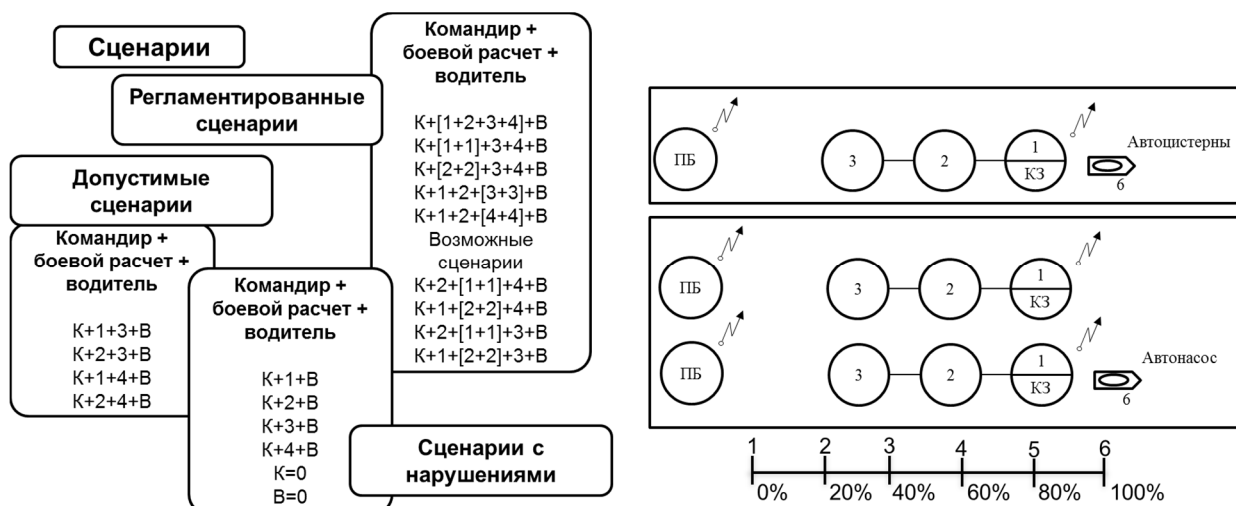 Сценарии
Регламентированные
сценарии
Командир +
боевой расчет +
водитель
К+[1+2+3+4]+В
К+[1+1]+3+4+В
К+[2+2]+3+4+В
К+1+2+[3+3]+В
К+1+2+[4+4]+В
Возможные
сценарии
К+2+[1+1]+4+В
К+1+[2+2]+4+В
К+2+[1+1]+3+В
К+1+[2+2]+3+В
Допустимые
сценарии
Командир +
боевой расчет +
водитель
К+1+3+В
К+2+3+В
К+1+4+В
К+2+4+В
Командир +
боевой расчет +
водитель
К+1+В
К+2+В
К+3+В
К+4+В
К=0
В=0
Сценарии с
нарушениями
ПБ
3
2
1
КЗ
Автоцистерны
6
ПБ
3
2
1
КЗ
ПБ
3
2
1
КЗ
Автонасос
6
1 2 3 4 5 6
0% 20% 40% 60% 80% 100%